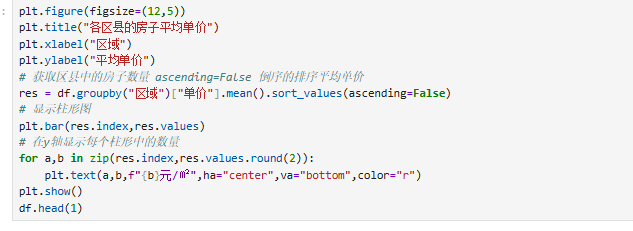 :
plt.figure(figsize=(12,5))
plt.title("各区县的房子平均单价")
plt.xlabel("区域")
plt.ylabel("平均单价")
# 获取区县中的房子数量 ascending=False 倒序的排序平均单价
res = df.groupby("区域")["单价"].mean().sort_values(ascending=False)
# 显示柱形图
plt.bar(res.index,res.values)
# 在y轴显示每个柱形中的数量
for a,b in zip(res.index,res.values.round(2)):
    plt.text(a,b,f"{b}元/㎡",ha="center",va="bottom",color="r")
plt.show()
df.head(1)